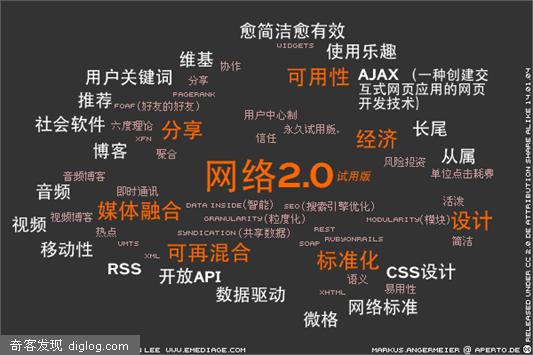 愈简洁愈有效
WIDGETS
维基
协作
使用乐趣
用户关键词
分享
可用性
AJAX （一种创建交
互式网页应用的网页
开发技术）
PAGERANK
推荐
FOAF(好友的好友)
用户中心制
社会软件
六度理论
分享
永久试用版。
经济
长尾
XFN
信任
博客
聚合
风险投资
从属
单位点击耗费
网络2.0
试用版
音频博客
音频
即时通讯
活泼
媒体融合
DATA INSIDE(智能)
SEO(搜索引擎优化)
视频
视频博客
GRANULARITY(粒度化)
MODULARITY(模块)
设计
热点
SYNDICATION (共享数据)
REST
移动性
UMTS
可再混合
SOAP
RUBYONRAILS
简洁
XML
标准化
RSS
开放API
语义
CSS设计
数据驱动
XHTML
易用性
微格
网络标准
奇客发现 diglog.com
LEE WWW.EMEDIAGE.COM
MARKUS.ANGERMEIER @ APERTO.DE
RELEASED UNDER CC 2.0 DE ATTRIBUTION SHARE ALIKE 14.01.04